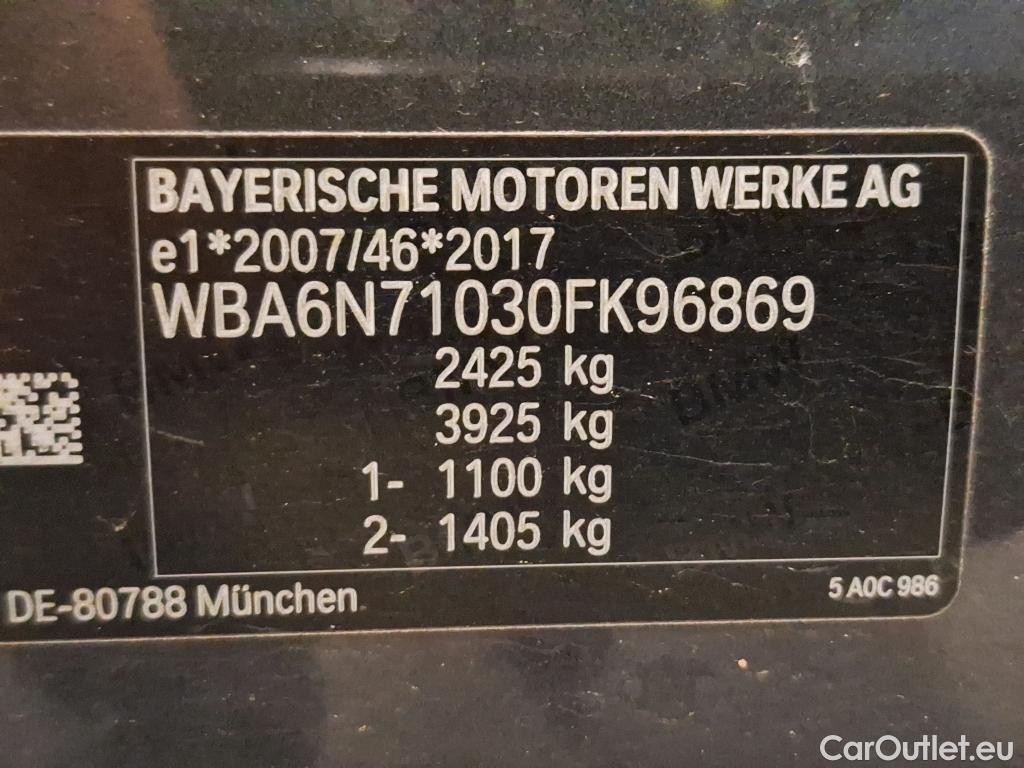 BAYERISCHE MOTOREN WERKE AG
e1*2007/46*2017
WBA6N71030FK96869
2425 kg
3925 kg
1- 1100 kg
2- 1405 kg
DE-80788 München
5 A0C 986
CarOutlet.eu